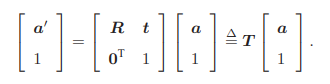 [a′ 1] = [R t 0ᵀ 1] [a 1] ≜ T [a 1].